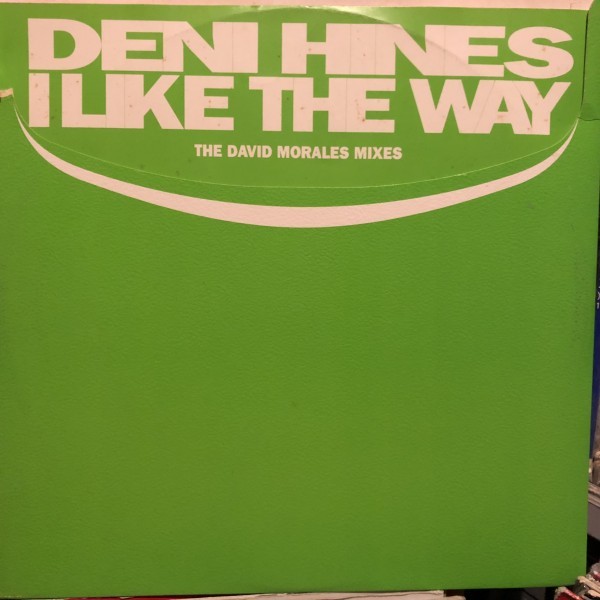 DENI HINES
I LIKE THE WAY
THE DAVID MORALES MIXES